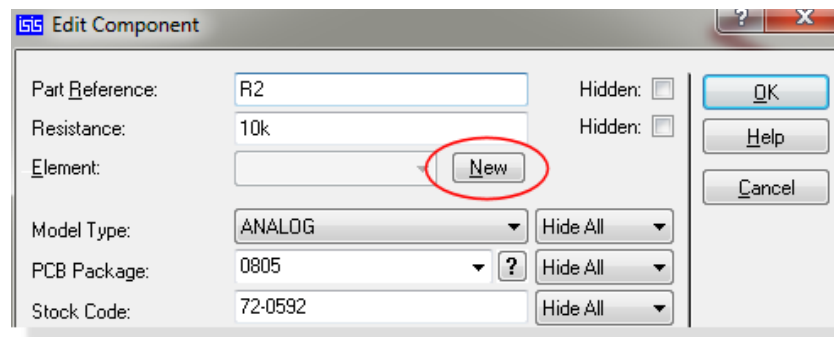 isis Edit Component ? X
Part Reference: R2 Hidden: OK
Resistance: 10k Hidden: Help
Element: New
Cancel
Model Type: ANALOG Hide All
PCB Package: 0805 ? Hide All
Stock Code: 72-0592 Hide All